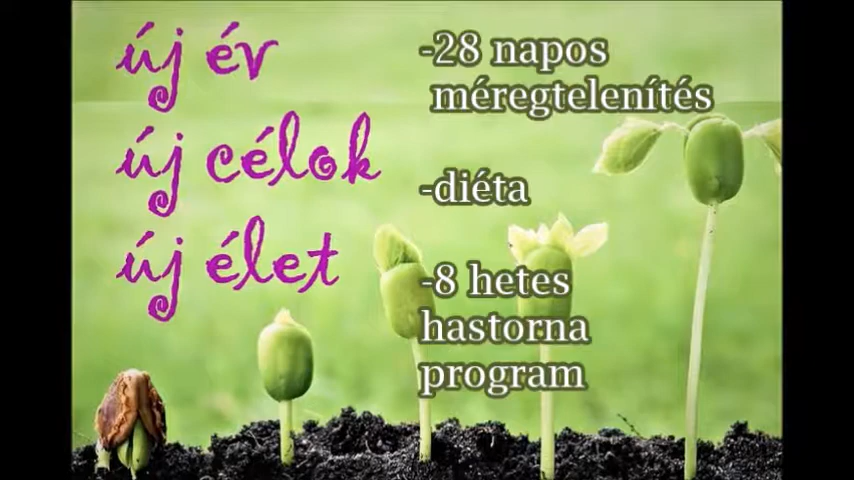 új év
új célok
új élet
-28 napos
méregtelenítés
-diéta
-8 hetes
hastorna
program